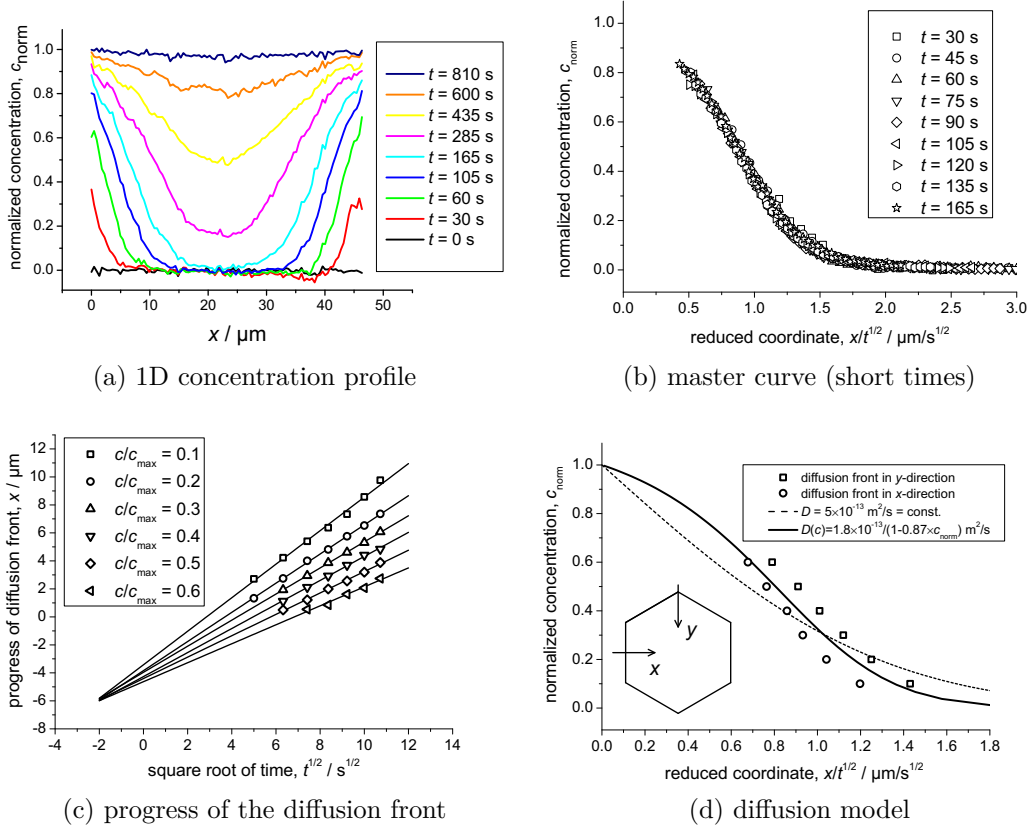 normalized concentration, c_norm
1.0
0.8
0.6
0.4
0.2
0.0
0 10 20 30 40 50
x / µm
t = 810 s
t = 600 s
t = 435 s
t = 285 s
t = 165 s
t = 105 s
t = 60 s
t = 30 s
t = 0 s
(a) 1D concentration profile
normalized concentration, c_norm
1.0
0.8
0.6
0.4
0.2
0.0
0.0 0.5 1.0 1.5 2.0 2.5 3.0
reduced coordinate, x/t^1/2 / µm/s^1/2
t = 30 s
t = 45 s
t = 60 s
t = 75 s
t = 90 s
t = 105 s
t = 120 s
t = 135 s
t = 165 s
(b) master curve (short times)
progress of diffusion front, x / µm
12
10
8
6
4
2
0
-2
-4
-6
-8
-4 -2 0 2 4 6 8 10 12 14
square root of time, t^1/2 / s^1/2
c/c_max = 0.1
c/c_max = 0.2
c/c_max = 0.3
c/c_max = 0.4
c/c_max = 0.5
c/c_max = 0.6
(c) progress of the diffusion front
normalized concentration, c_norm
1.0
0.8
0.6
0.4
0.2
0.0
0.0 0.2 0.4 0.6 0.8 1.0 1.2 1.4 1.6 1.8
reduced coordinate, x/t^1/2 / µm/s^1/2
diffusion front in y-direction
diffusion front in x-direction
D = 5×10^-13 m²/s = const.
D(c)=1.8×10^-13/(1-0.87×c_norm) m²/s
y
x
(d) diffusion model